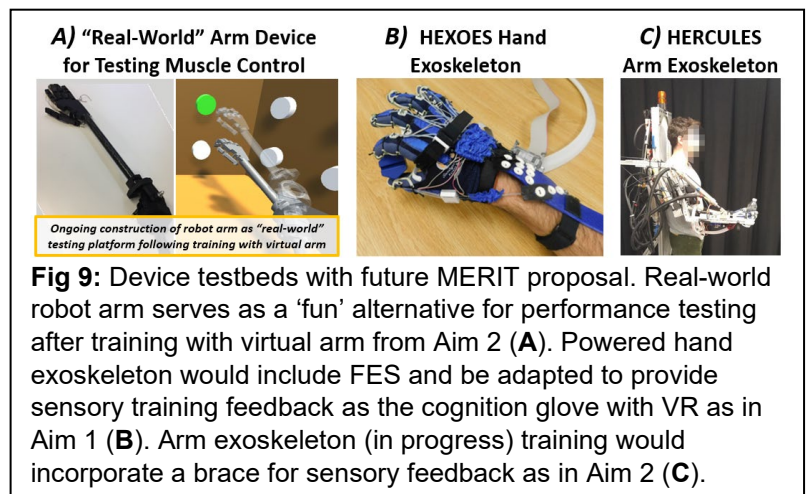 A) “Real-World” Arm Device
for Testing Muscle Control
B) HEXOES Hand
Exoskeleton
C) HERCULES
Arm Exoskeleton
Ongoing construction of robot arm as “real-world”
testing platform following training with virtual arm
Fig 9: Device testbeds with future MERIT proposal. Real-world
robot arm serves as a ‘fun’ alternative for performance testing
after training with virtual arm from Aim 2 (A). Powered hand
exoskeleton would include FES and be adapted to provide
sensory training feedback as the cognition glove with VR as in
Aim 1 (B). Arm exoskeleton (in progress) training would
incorporate a brace for sensory feedback as in Aim 2 (C).